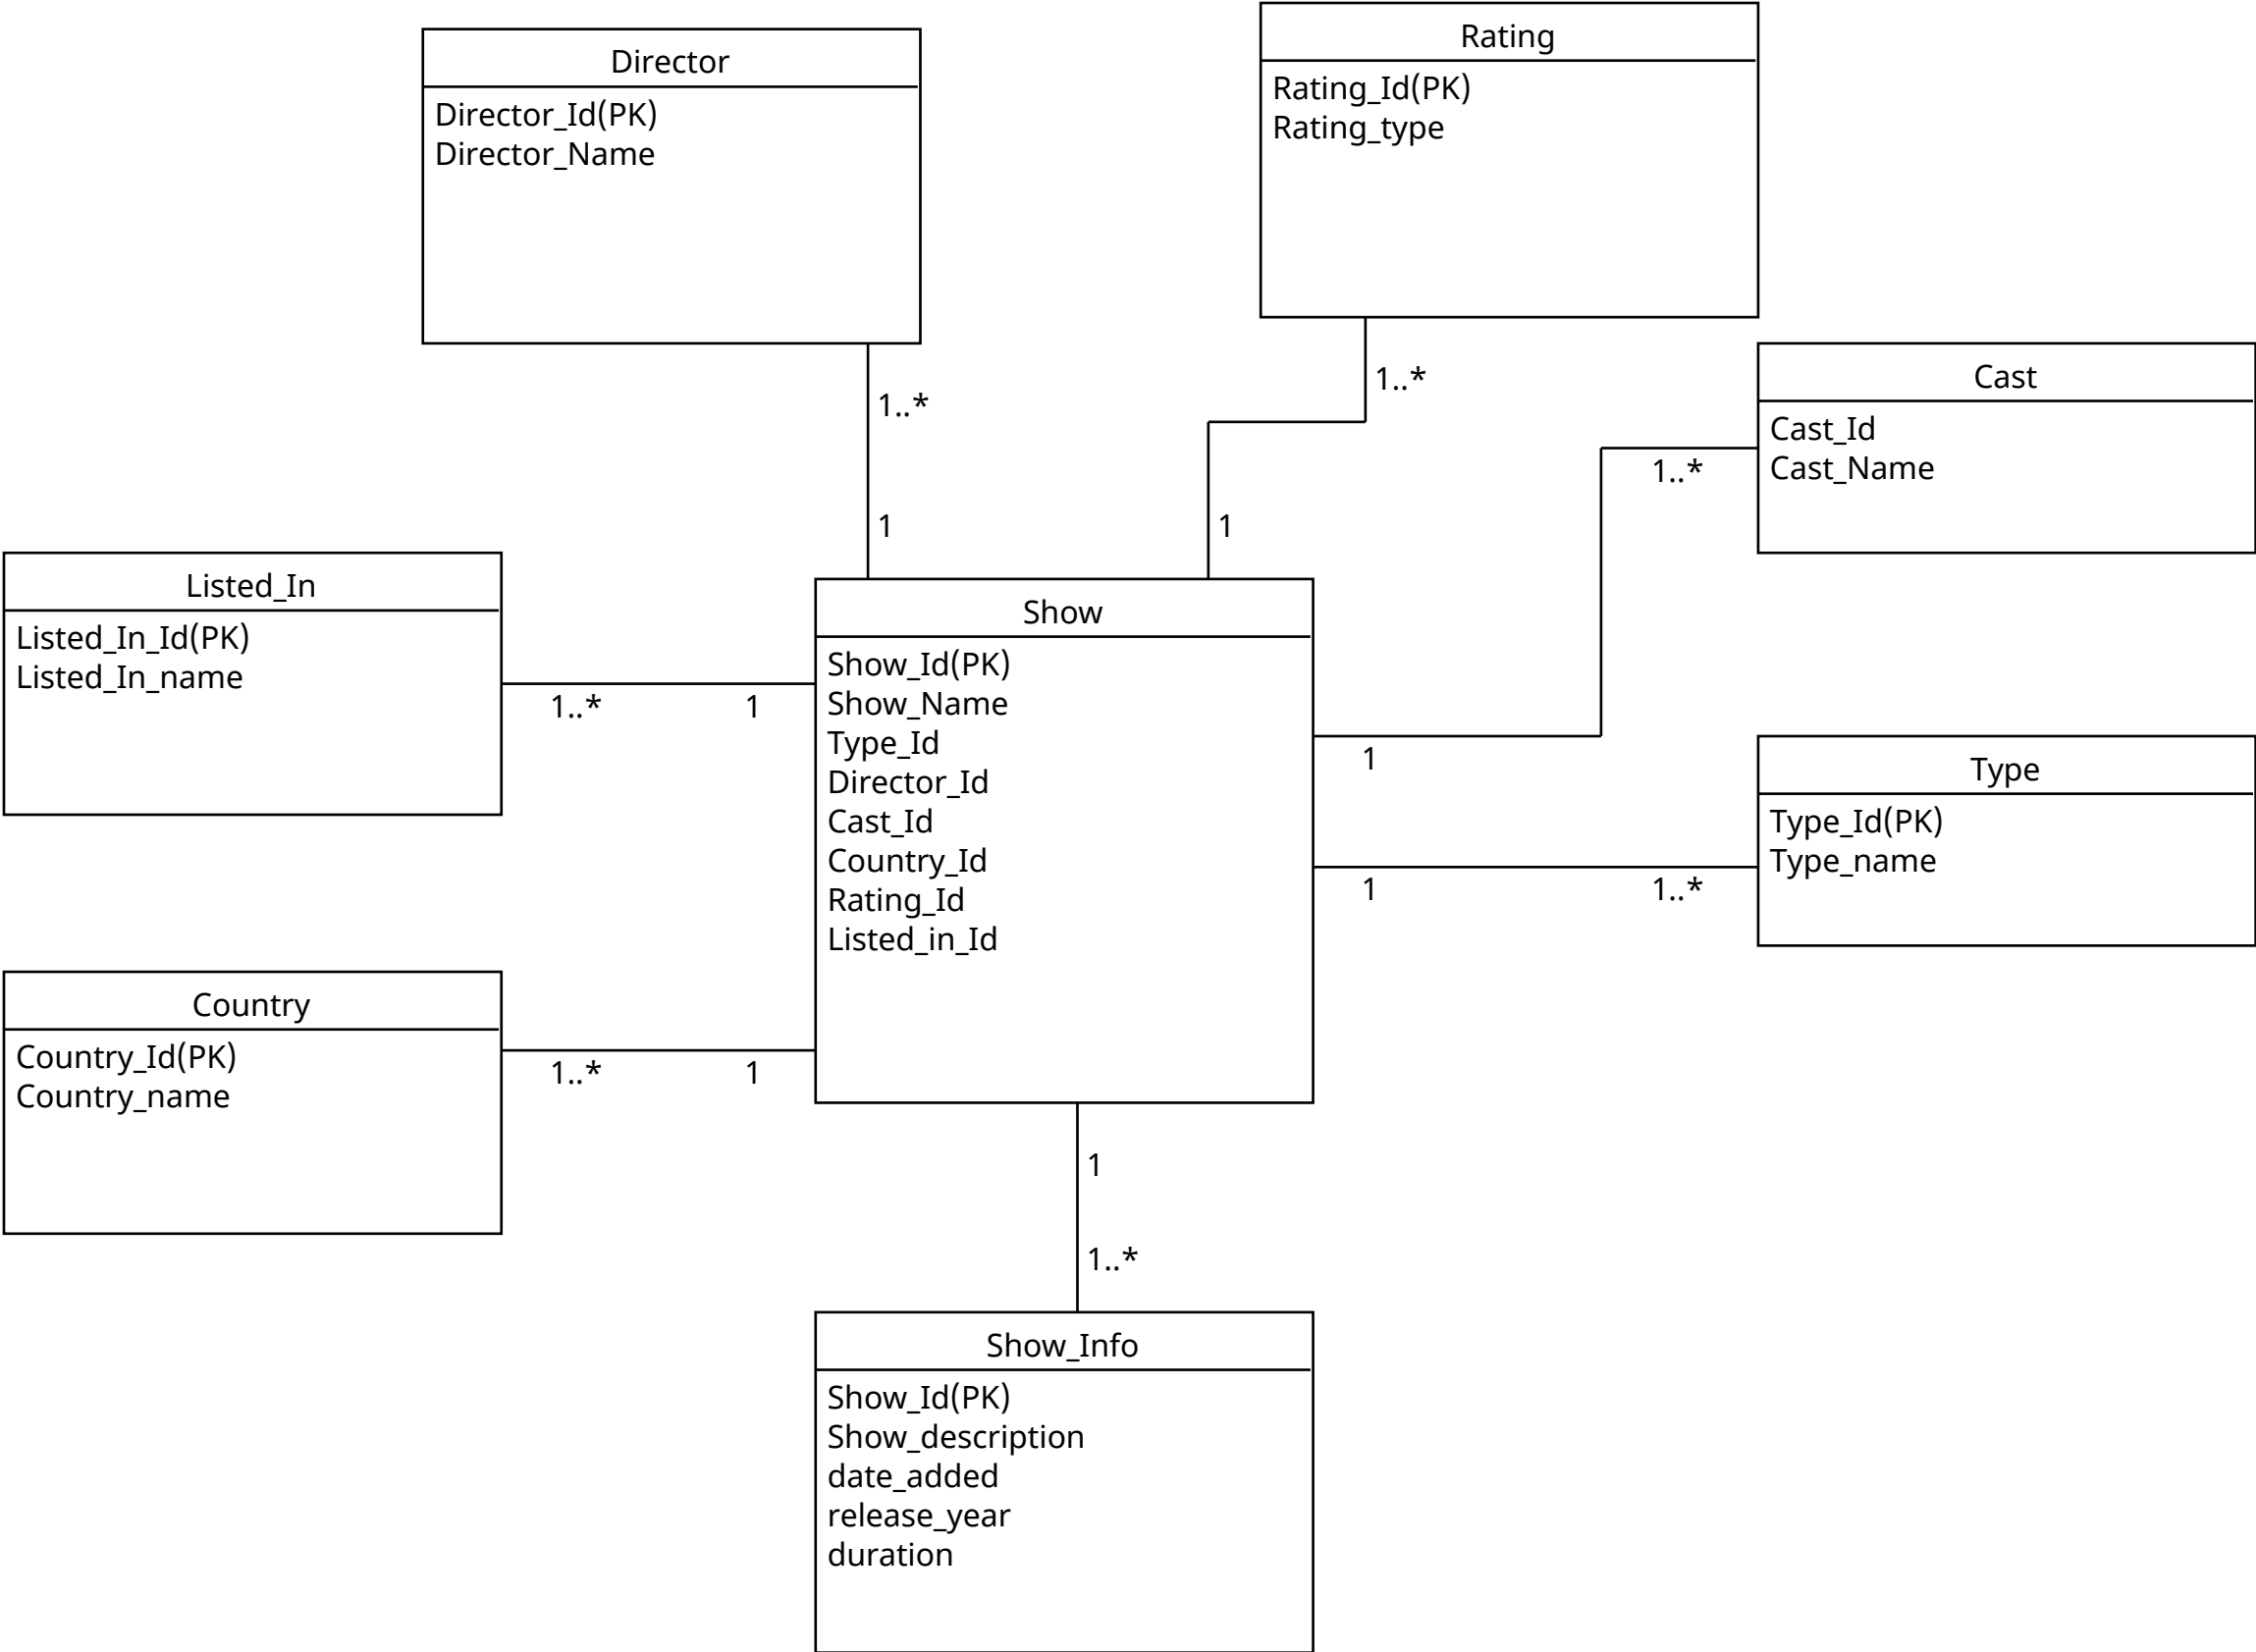 Director
Director_Id(PK)
Director_Name
Rating
Rating_Id(PK)
Rating_type
1..*
1
1..*
1
Cast
Cast_Id
Cast_Name
1..*
1
Listed_In
Listed_In_Id(PK)
Listed_In_name
1..*
1
Show
Show_Id(PK)
Show_Name
Type_Id
Director_Id
Cast_Id
Country_Id
Rating_Id
Listed_in_Id
Type
Type_Id(PK)
Type_name
1
1..*
Country
Country_Id(PK)
Country_name
1..*
1
1
1..*
Show_Info
Show_Id(PK)
Show_description
date_added
release_year
duration